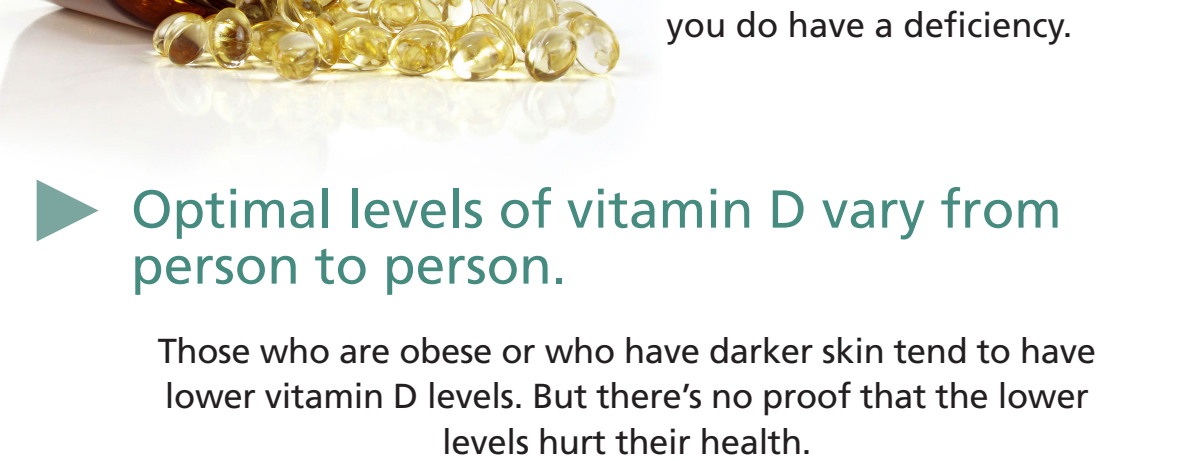 you do have a deficiency.
Optimal levels of vitamin D vary from
person to person.
Those who are obese or who have darker skin tend to have
lower vitamin D levels. But there’s no proof that the lower
levels hurt their health.